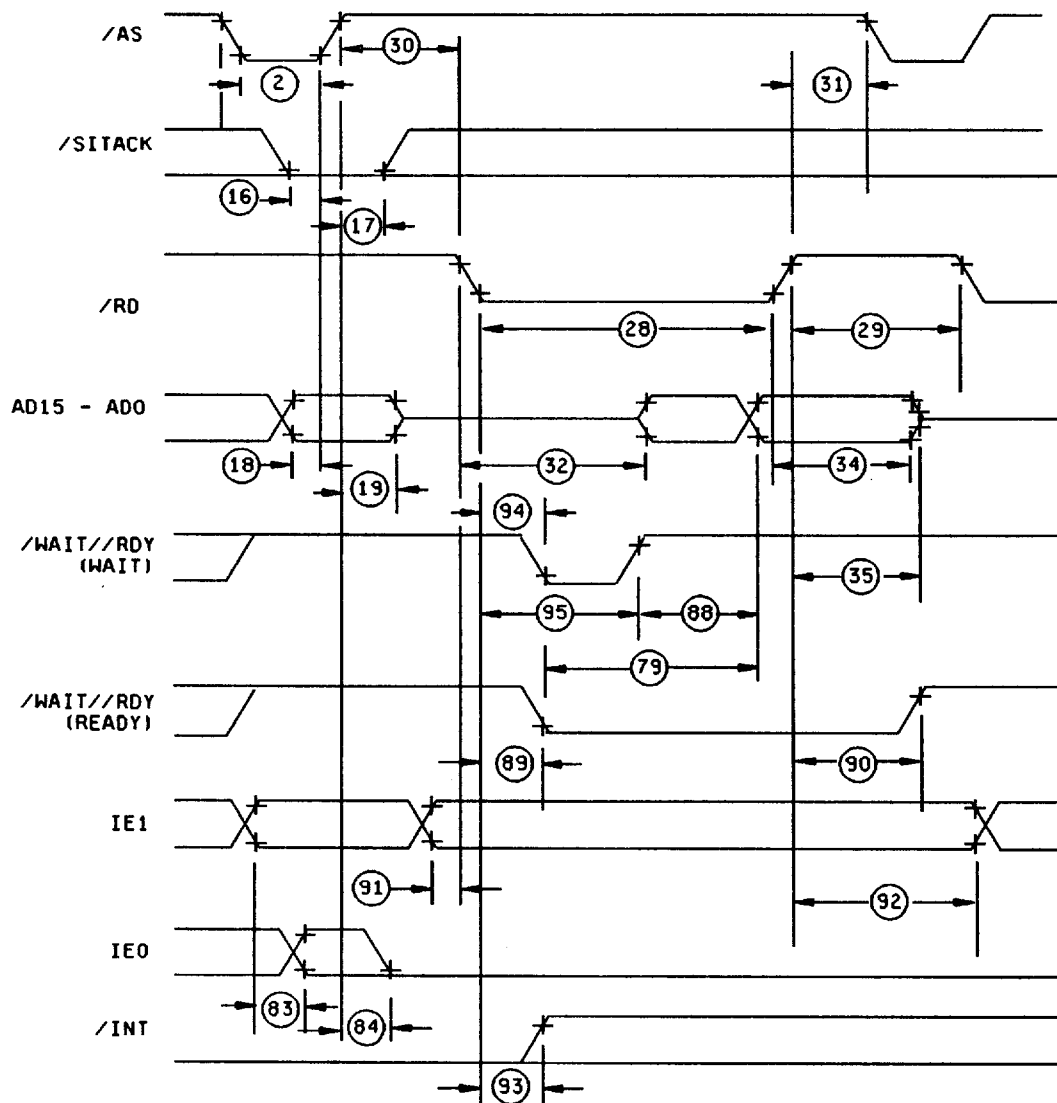 /AS
30
2
31
/SITACK
16
17
/RD
28
29
AD15 - AD0
18
19
32
34
94
/WAIT//RDY
(WAIT)
35
95
88
79
/WAIT//RDY
(READY)
89
90
IE1
91
92
IE0
83
84
/INT
93